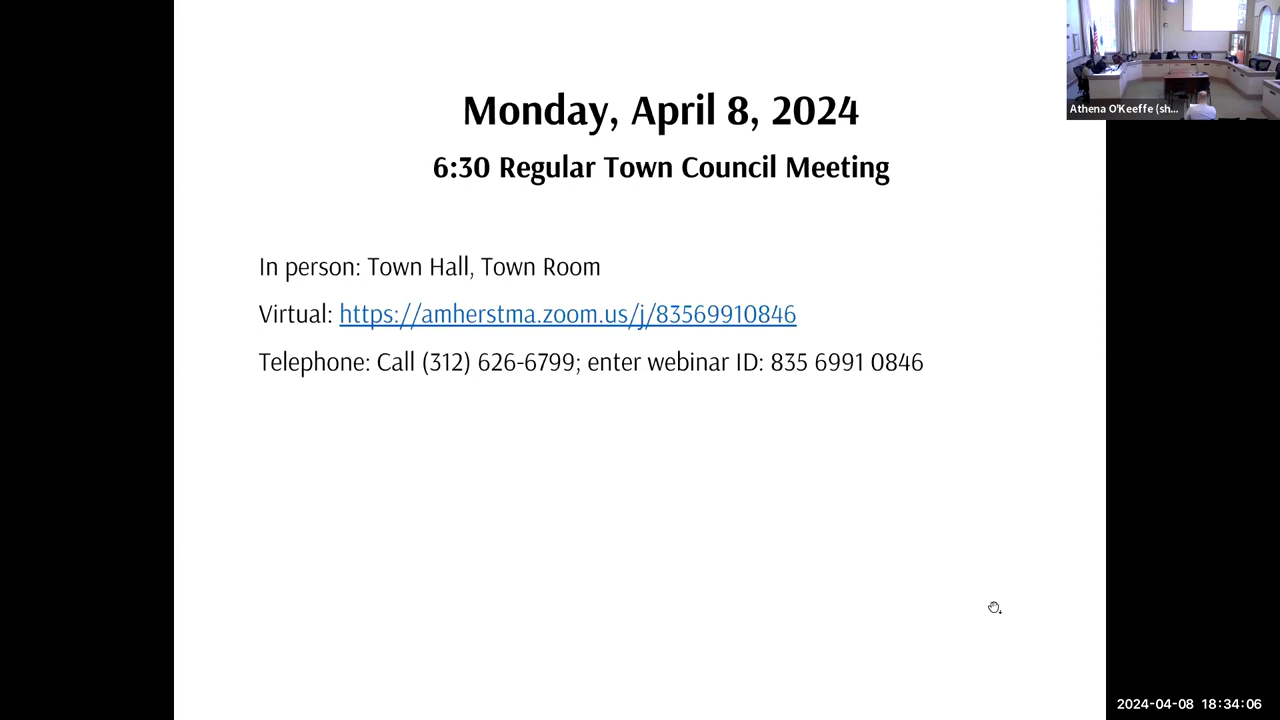 Monday, April 8, 2024
6:30 Regular Town Council Meeting
In person: Town Hall, Town Room
Virtual: https://amherstma.zoom.us/j/83569910846
Telephone: Call (312) 626-6799; enter webinar ID: 835 6991 0846
Athena O'Keeffe (sh...
2024-04-08 18:34:06